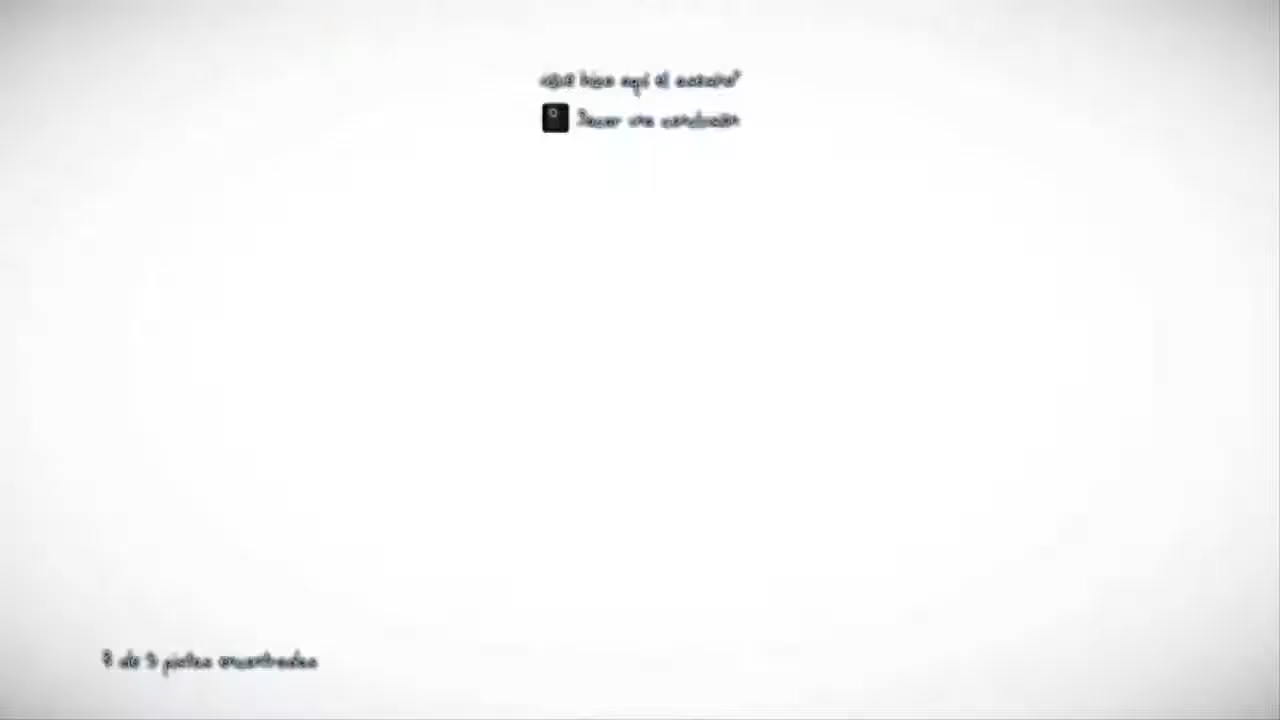 ¿Qué hizo aquí el asesino?
Q Sacar una conclusión
de 9 pistas encontradas